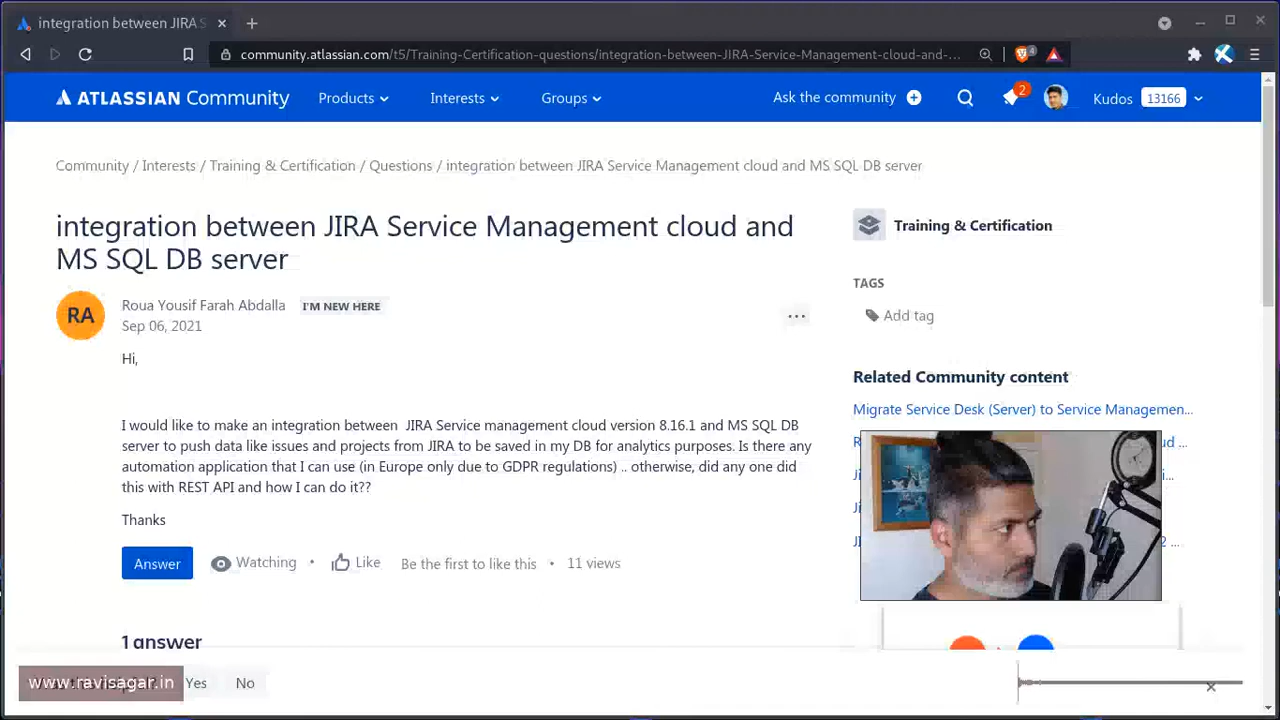 integration between JIRA S
community.atlassian.com/t5/Training-Certification-questions/integration-between-JIRA-Service-Management-cloud-and-...
4
ATLASSIAN Community
Products
Interests
Groups
Ask the community
2
Kudos 13166
Community / Interests / Training & Certification / Questions / integration between JIRA Service Management cloud and MS SQL DB server
integration between JIRA Service Management cloud and
MS SQL DB server
RA
Roua Yousif Farah Abdalla I'M NEW HERE
Sep 06, 2021
...
Hi,
I would like to make an integration between JIRA Service management cloud version 8.16.1 and MS SQL DB
server to push data like issues and projects from JIRA to be saved in my DB for analytics purposes. Is there any
automation application that I can use (in Europe only due to GDPR regulations) .. otherwise, did any one did
this with REST API and how I can do it??
Thanks
Answer
Watching • Like Be the first to like this • 11 views
1 answer
Training & Certification
TAGS
Add tag
Related Community content
Migrate Service Desk (Server) to Service Managemen...
www.ravisagar.in
Yes
No